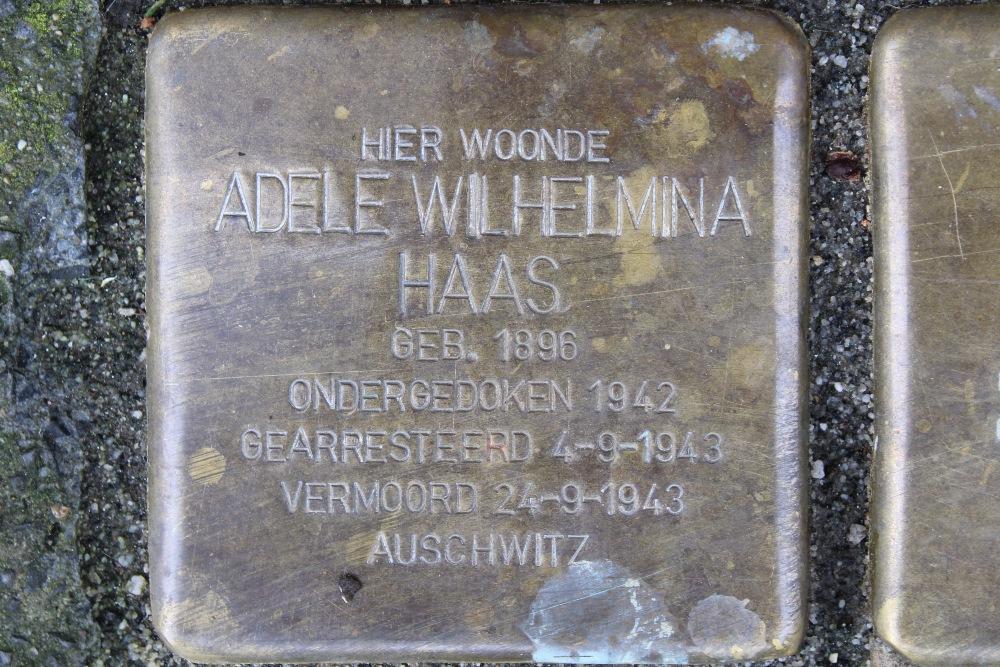 HIER WOONDE
ADELE WILHELMINA
HAAS
GEB. 1896
ONDERGEDOKEN 1942
GEARRESTEERD 4-9-1943
VERMOORD 24-9-1943
AUSCHWITZ